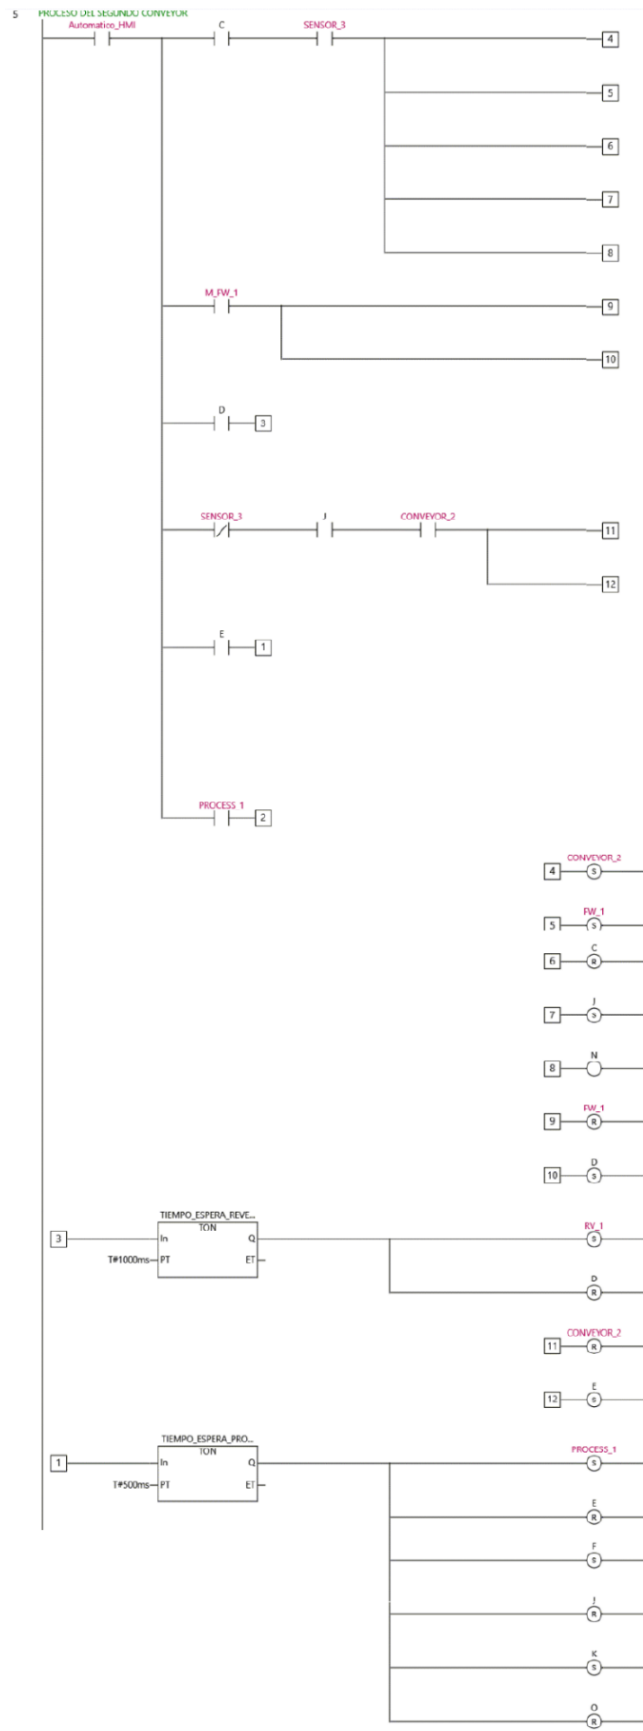 5 PROCESO DEL SEGUNDO CONVEYOR
Automatico_HMI C SENSOR_3
4
5
6
7
8
M_FW_1
9
10
D
3
SENSOR_3 J CONVEYOR_2
11
12
E
1
PROCESS_1
2
CONVEYOR_2
4 S
FW_1
5 S
C
6 R
J
7 S
N
8
FW_1
9 R
D
10 S
TIEMPO_ESPERA_REVE...
TON
RV_1
3 In Q S
T#1000ms PT ET
D
R
CONVEYOR_2
11 R
E
12 S
TIEMPO_ESPERA_PRO...
TON
PROCESS_1
1 In Q S
T#500ms PT ET
E
R
F
S
J
R
K
S
O
R